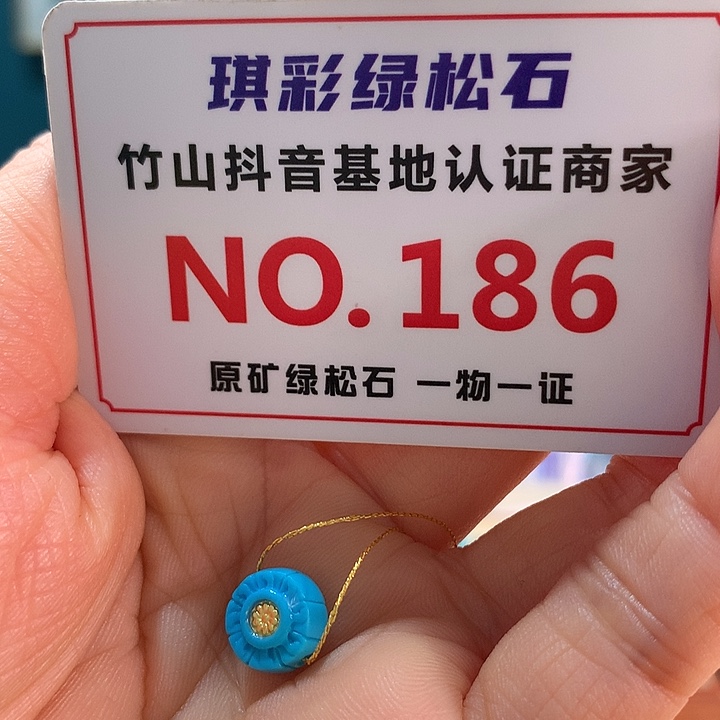 琪彩绿松石
竹山抖音基地认证商家
NO.186
原矿绿松石 一物一证